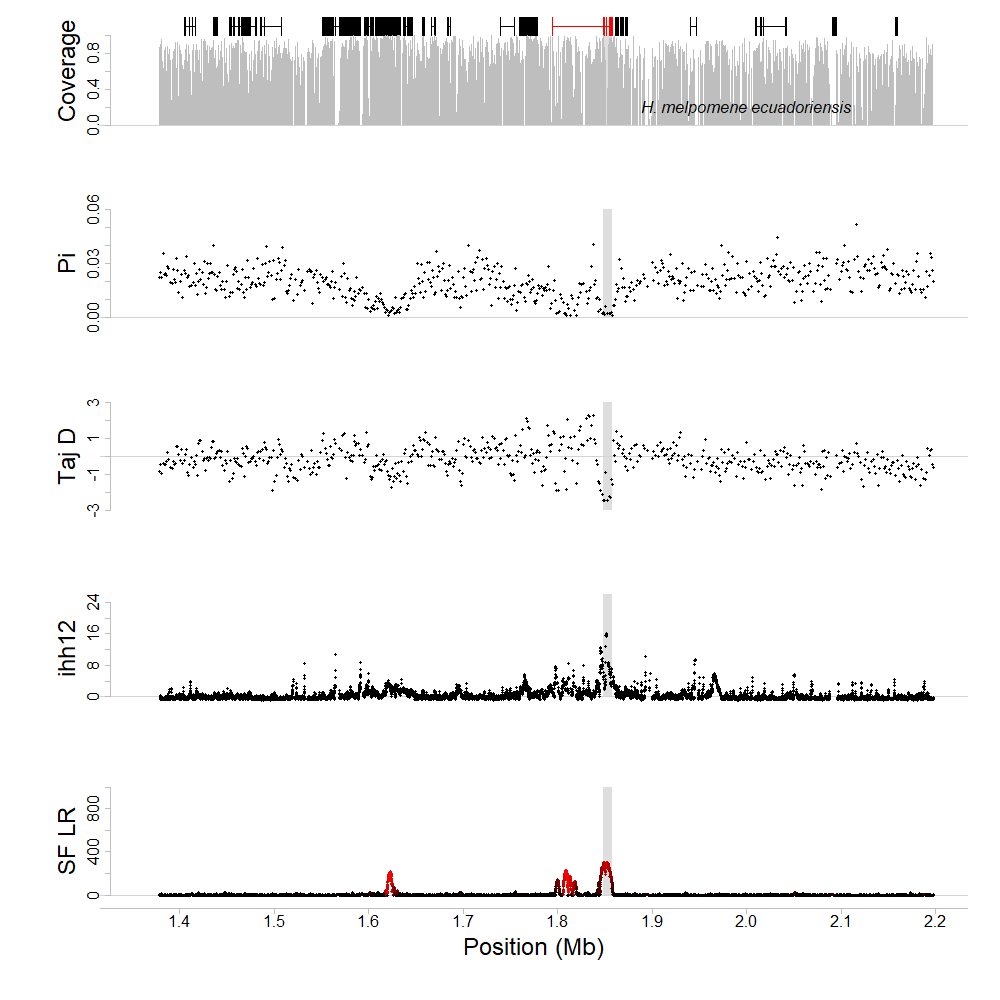 Coverage
0.0 0.4 0.8
H. melpomene ecuadoriensis
Pi
0.00 0.03 0.06
Taj D
-3 -1 1 3
ihh12
0 8 16 24
SF LR
0 400 800
1.4 1.5 1.6 1.7 1.8 1.9 2.0 2.1 2.2
Position (Mb)